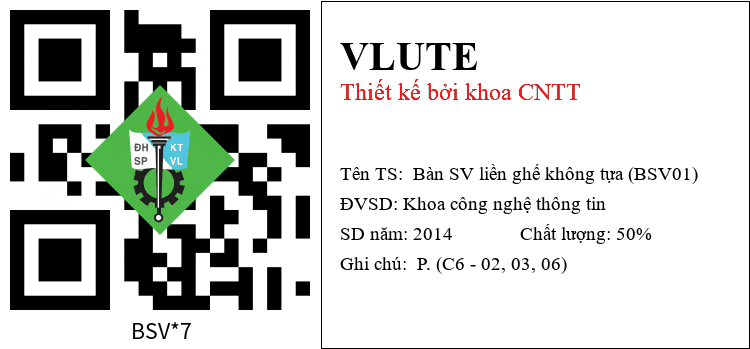 ĐH KT
SP VL
BSV*7
VLUTE
Thiết kế bởi khoa CNTT
Tên TS: Bàn SV liền ghế không tựa (BSV01)
ĐVSD: Khoa công nghệ thông tin
SD năm: 2014 Chất lượng: 50%
Ghi chú: P. (C6 - 02, 03, 06)